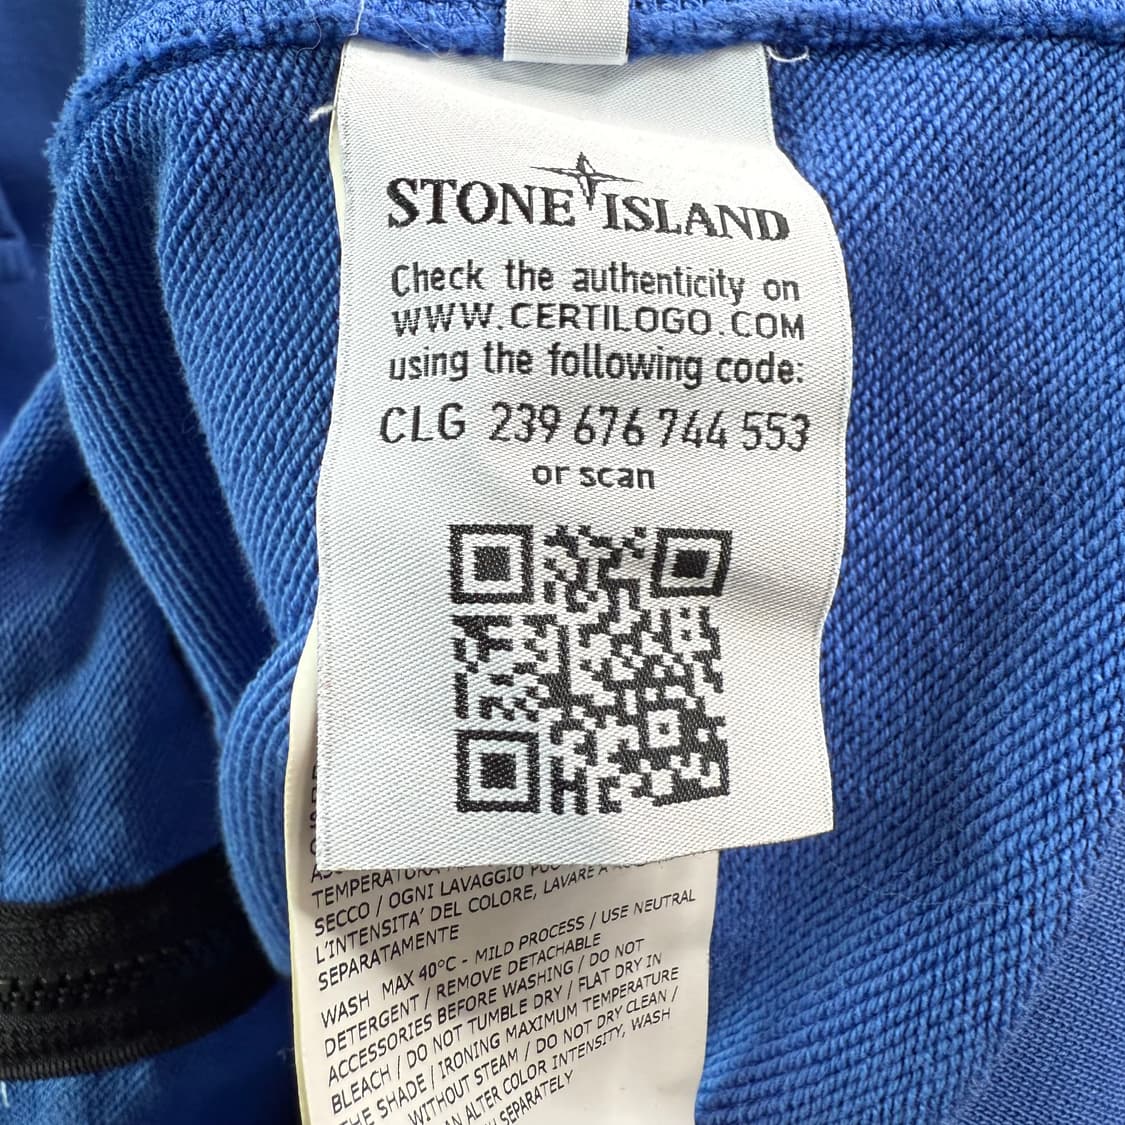 STONE ISLAND
Check the authenticity on
WWW.CERTILOGO.COM
using the following code:
CLG 239 676 744 553
or scan
SECCO / OGNI LAVAGGIO
L'INTENSITA' DEL COLORE, LAVARE
SEPARATAMENTE
WASH MAX 40°C - MILD PROCESS / USE NEUTRAL
DETERGENT / REMOVE DETACHABLE
ACCESSORIES BEFORE WASHING / DO NOT
BLEACH / DO NOT TUMBLE DRY / FLAT DRY IN
THE SHADE / IRONING MAXIMUM TEMPERATURE
WITHOUT STEAM / DO NOT DRY CLEAN /
ALTER COLOR INTENSITY, WASH
SEPARATELY